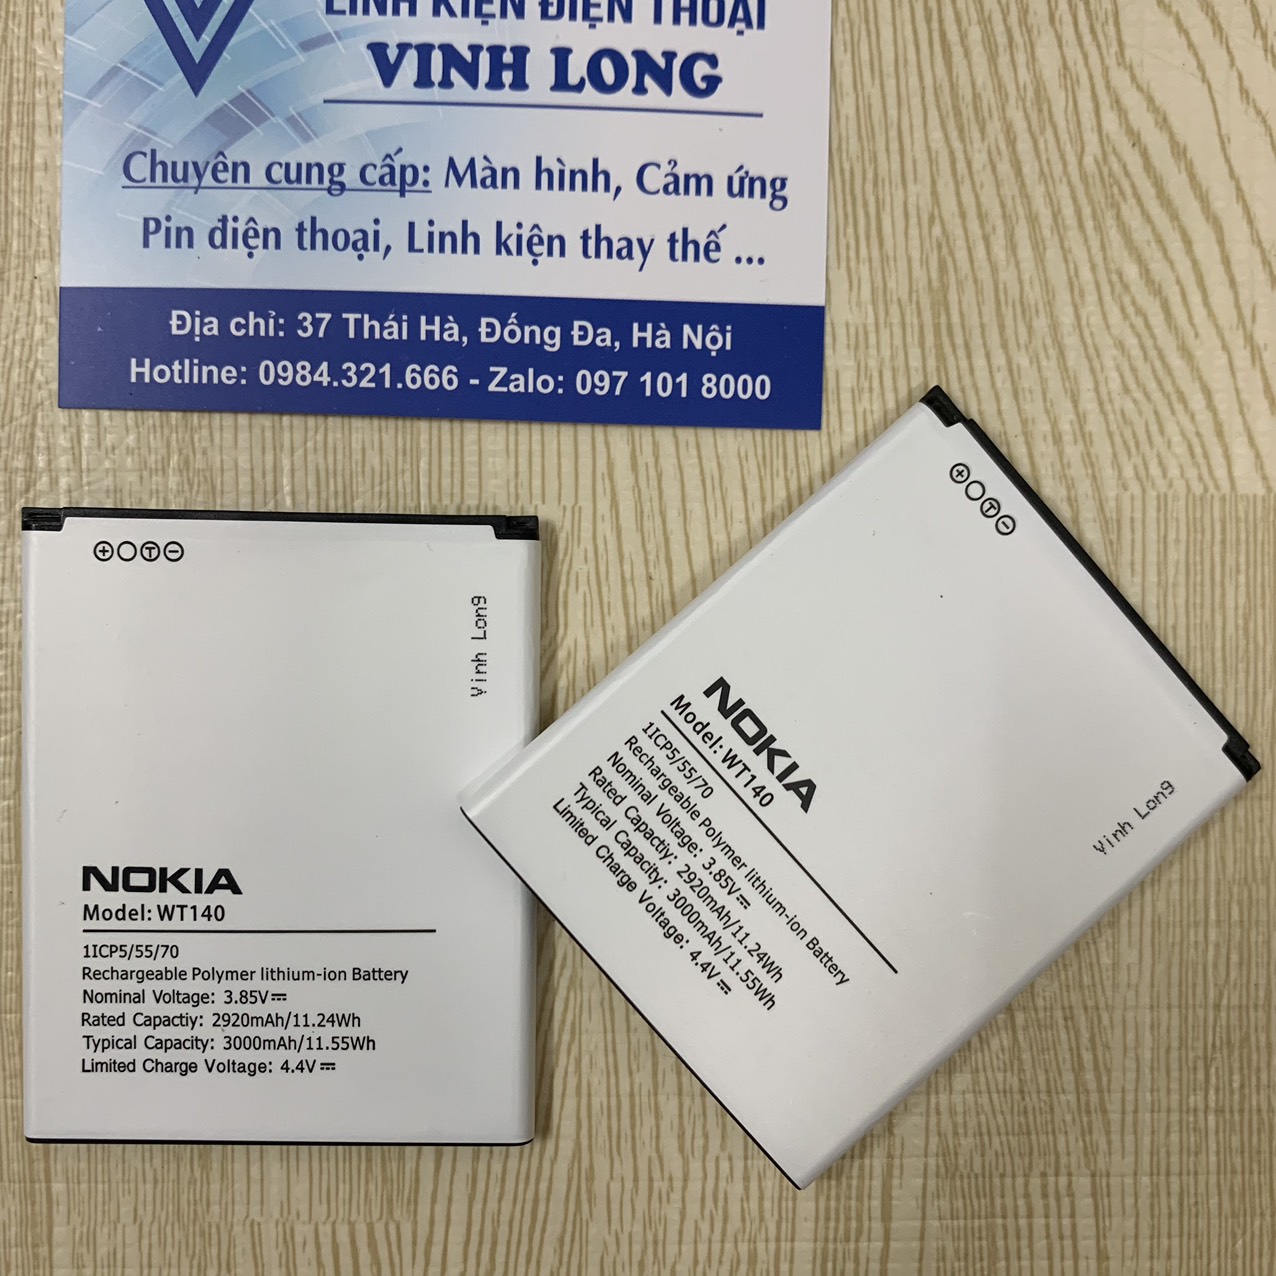 LINH KIỆN ĐIỆN THOẠI
VINH LONG
Chuyên cung cấp: Màn hình, Cảm ứng
Pin điện thoại, Linh kiện thay thế ...
Địa chỉ: 37 Thái Hà, Đống Đa, Hà Nội
Hotline: 0984.321.666 - Zalo: 097 101 8000
+ T −
Vinh Long
NOKIA
Model: WT140
1ICP5/55/70
Rechargeable Polymer lithium-ion Battery
Nominal Voltage: 3.85V⎓
Rated Capactiy: 2920mAh/11.24Wh
Typical Capacity: 3000mAh/11.55Wh
Limited Charge Voltage: 4.4V⎓
+ T −
Vinh Long
NOKIA
Model: WT140
1ICP5/55/70
Rechargeable Polymer lithium-ion Battery
Nominal Voltage: 3.85V⎓
Rated Capactiy: 2920mAh/11.24Wh
Typical Capacity: 3000mAh/11.55Wh
Limited Charge Voltage: 4.4V⎓